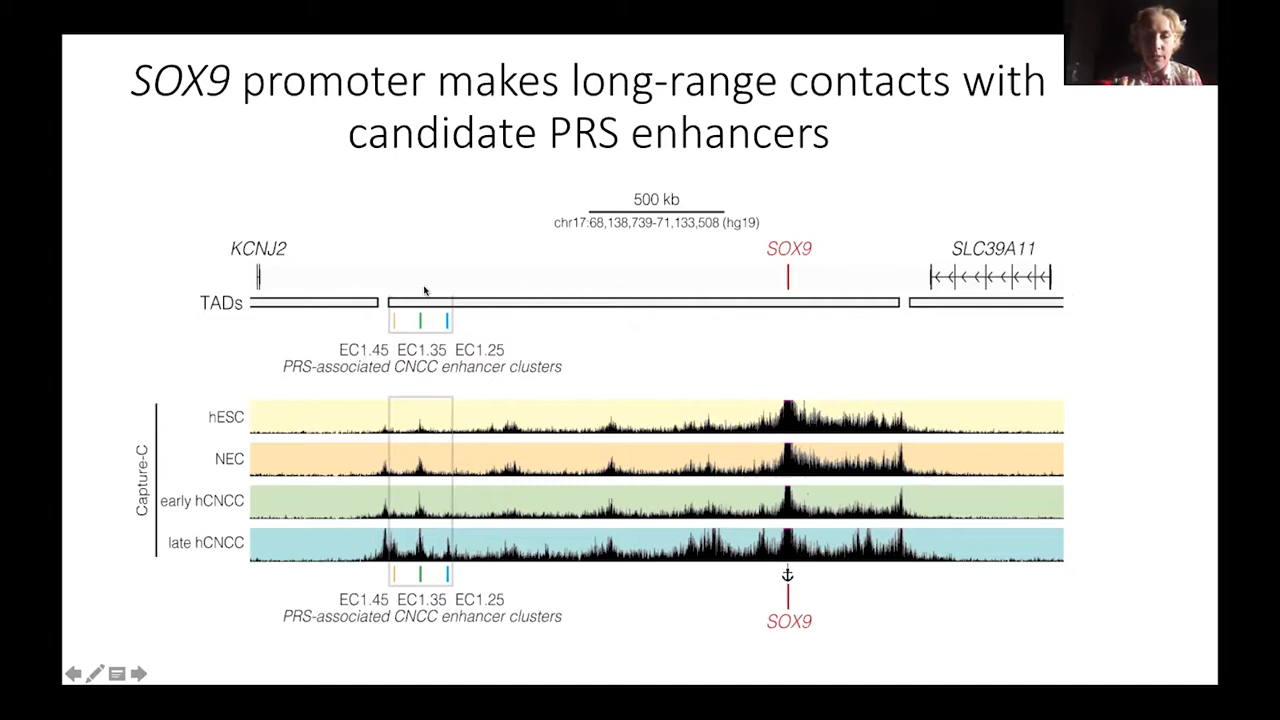 SOX9 promoter makes long-range contacts with
candidate PRS enhancers
500 kb
chr17:68,138,739-71,133,508 (hg19)
KCNJ2
SOX9
SLC39A11
TADs
EC1.45 EC1.35 EC1.25
PRS-associated CNCC enhancer clusters
Capture-C
hESC
NEC
early hCNCC
late hCNCC
EC1.45 EC1.35 EC1.25
PRS-associated CNCC enhancer clusters
SOX9